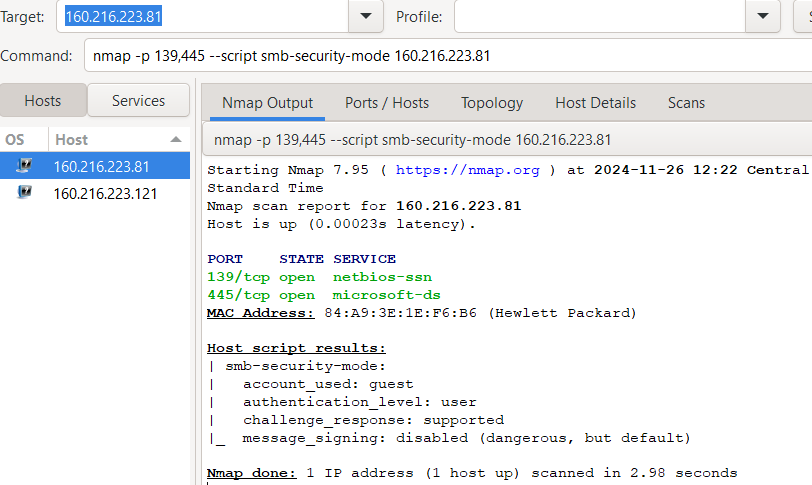 Target: 160.216.223.81 Profile:
Command: nmap -p 139,445 --script smb-security-mode 160.216.223.81
Hosts Services Nmap Output Ports / Hosts Topology Host Details Scans
OS Host
nmap -p 139,445 --script smb-security-mode 160.216.223.81
160.216.223.81
160.216.223.121
Starting Nmap 7.95 ( https://nmap.org ) at 2024-11-26 12:22 Central
Standard Time
Nmap scan report for 160.216.223.81
Host is up (0.00023s latency).
PORT    STATE SERVICE
139/tcp open  netbios-ssn
445/tcp open  microsoft-ds
MAC Address: 84:A9:3E:1E:F6:B6 (Hewlett Packard)
Host script results:
| smb-security-mode:
|   account_used: guest
|   authentication_level: user
|   challenge_response: supported
|_  message_signing: disabled (dangerous, but default)
Nmap done: 1 IP address (1 host up) scanned in 2.98 seconds